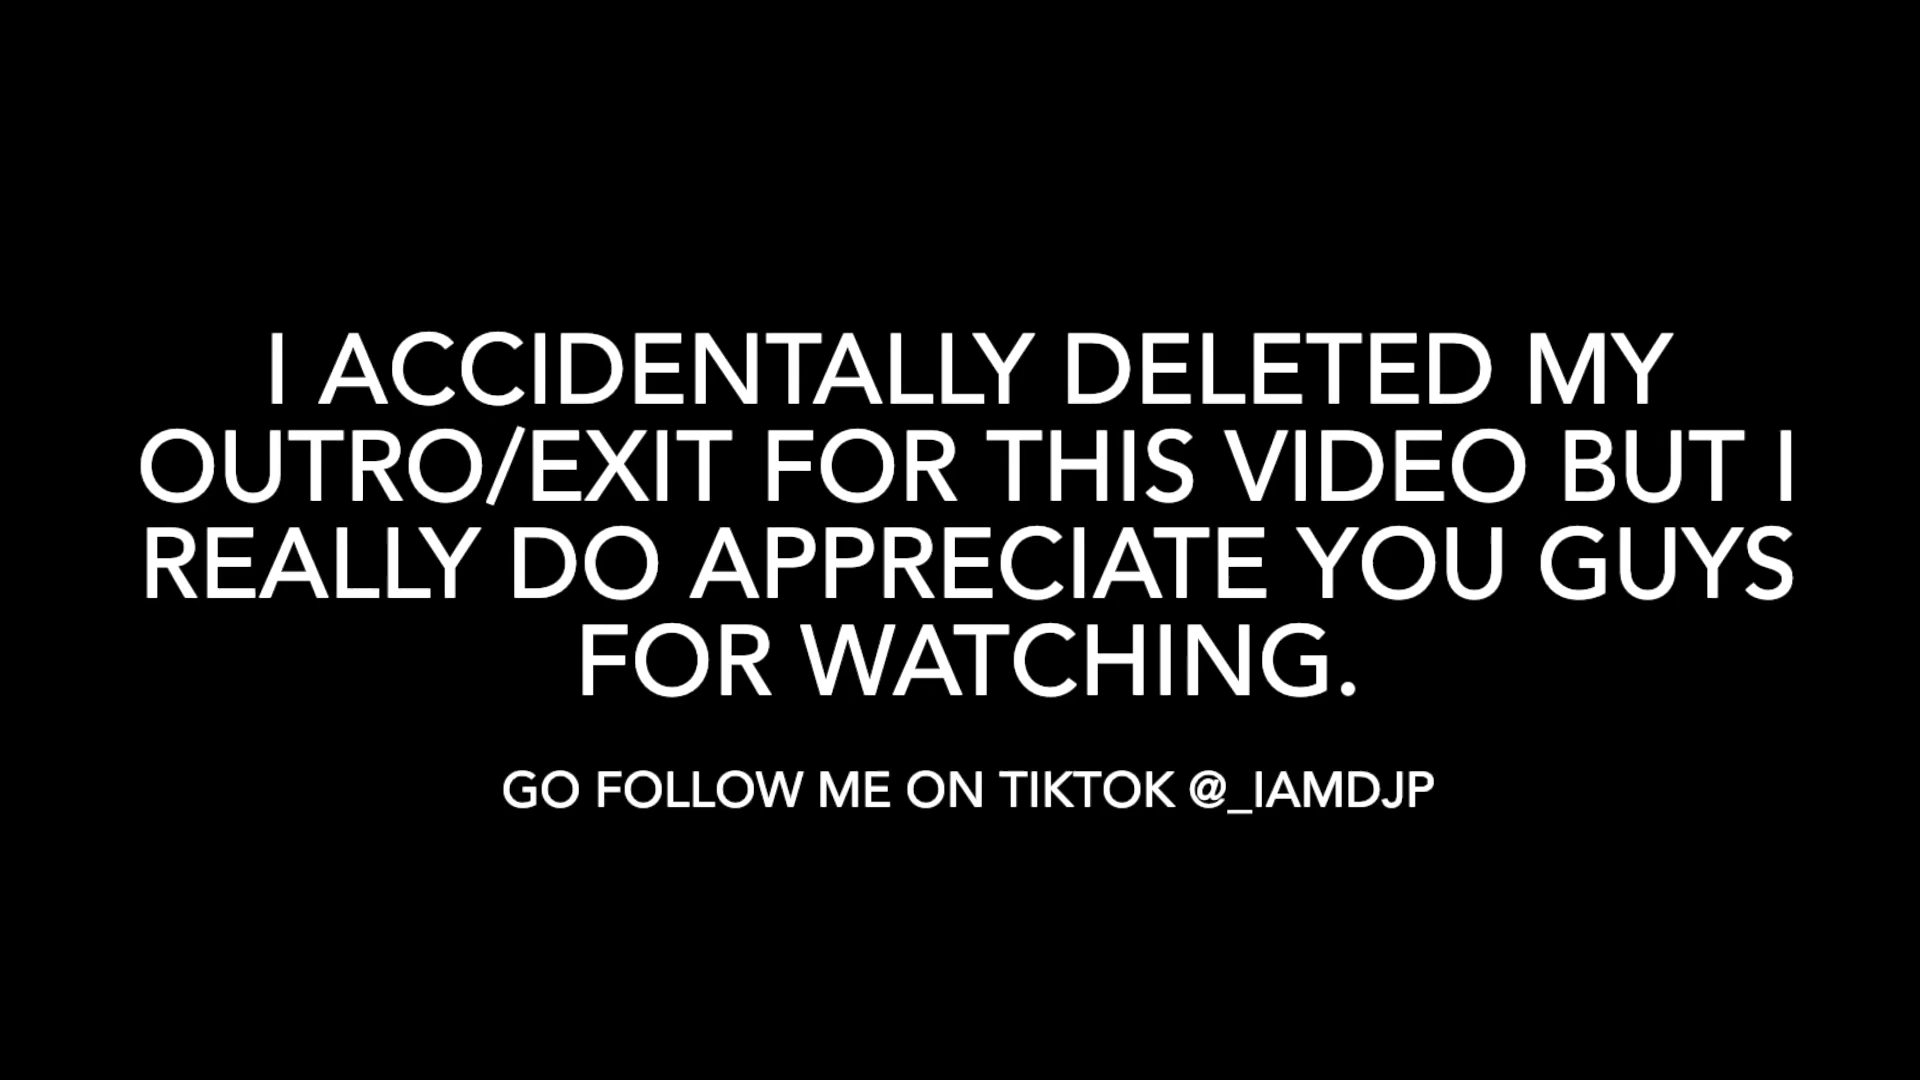 I ACCIDENTALLY DELETED MY
OUTRO/EXIT FOR THIS VIDEO BUT I
REALLY DO APPRECIATE YOU GUYS
FOR WATCHING.
GO FOLLOW ME ON TIKTOK @_IAMDJP